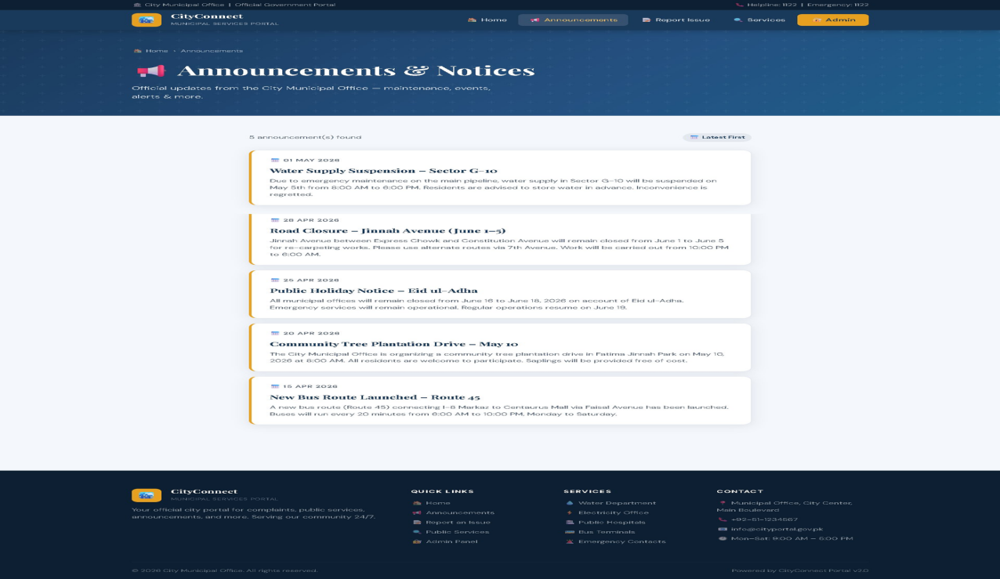 City Municipal Office | Official Government Portal
Helpline: 1122 | Emergency: 1122
CityConnect
MUNICIPAL SERVICES PORTAL
Home
Announcements
Report Issue
Services
Admin
Home › Announcements
Announcements & Notices
Official updates from the City Municipal Office — maintenance, events,
alerts & more.
5 announcement(s) found
Latest First
01 MAY 2026
Water Supply Suspension – Sector G-10
Due to emergency maintenance on the main pipeline, water supply in Sector G-10 will be suspended on
May 5th from 8:00 AM to 6:00 PM. Residents are advised to store water in advance. Inconvenience is
regretted.
28 APR 2026
Road Closure – Jinnah Avenue (June 1–5)
Jinnah Avenue between Express Chowk and Constitution Avenue will remain closed from June 1 to June 5
for re-carpeting works. Please use alternate routes via 7th Avenue. Work will be carried out from 10:00 PM
to 6:00 AM.
25 APR 2026
Public Holiday Notice – Eid ul-Adha
All municipal offices will remain closed from June 16 to June 18, 2026 on account of Eid ul-Adha.
Emergency services will remain operational. Regular operations resume on June 19.
20 APR 2026
Community Tree Plantation Drive – May 10
The City Municipal Office is organizing a community tree plantation drive in Fatima Jinnah Park on May 10,
2026 at 8:00 AM. All residents are welcome to participate. Saplings will be provided free of cost.
15 APR 2026
New Bus Route Launched – Route 45
A new bus route (Route 45) connecting I-8 Markaz to Centaurus Mall via Faisal Avenue has been launched.
Buses will run every 20 minutes from 6:00 AM to 10:00 PM, Monday to Saturday.
CityConnect
MUNICIPAL SERVICES PORTAL
Your official city portal for complaints, public services,
announcements, and more. Serving our community 24/7.
QUICK LINKS
Home
Announcements
Report an Issue
Public Services
Admin Panel
SERVICES
Water Department
Electricity Office
Public Hospitals
Bus Terminals
Emergency Contacts
CONTACT
Municipal Office, City Center,
Main Boulevard
+92-51-1234567
info@cityportal.gov.pk
Mon–Sat: 9:00 AM – 5:00 PM
© 2026 City Municipal Office. All rights reserved.
Powered by CityConnect Portal v2.0